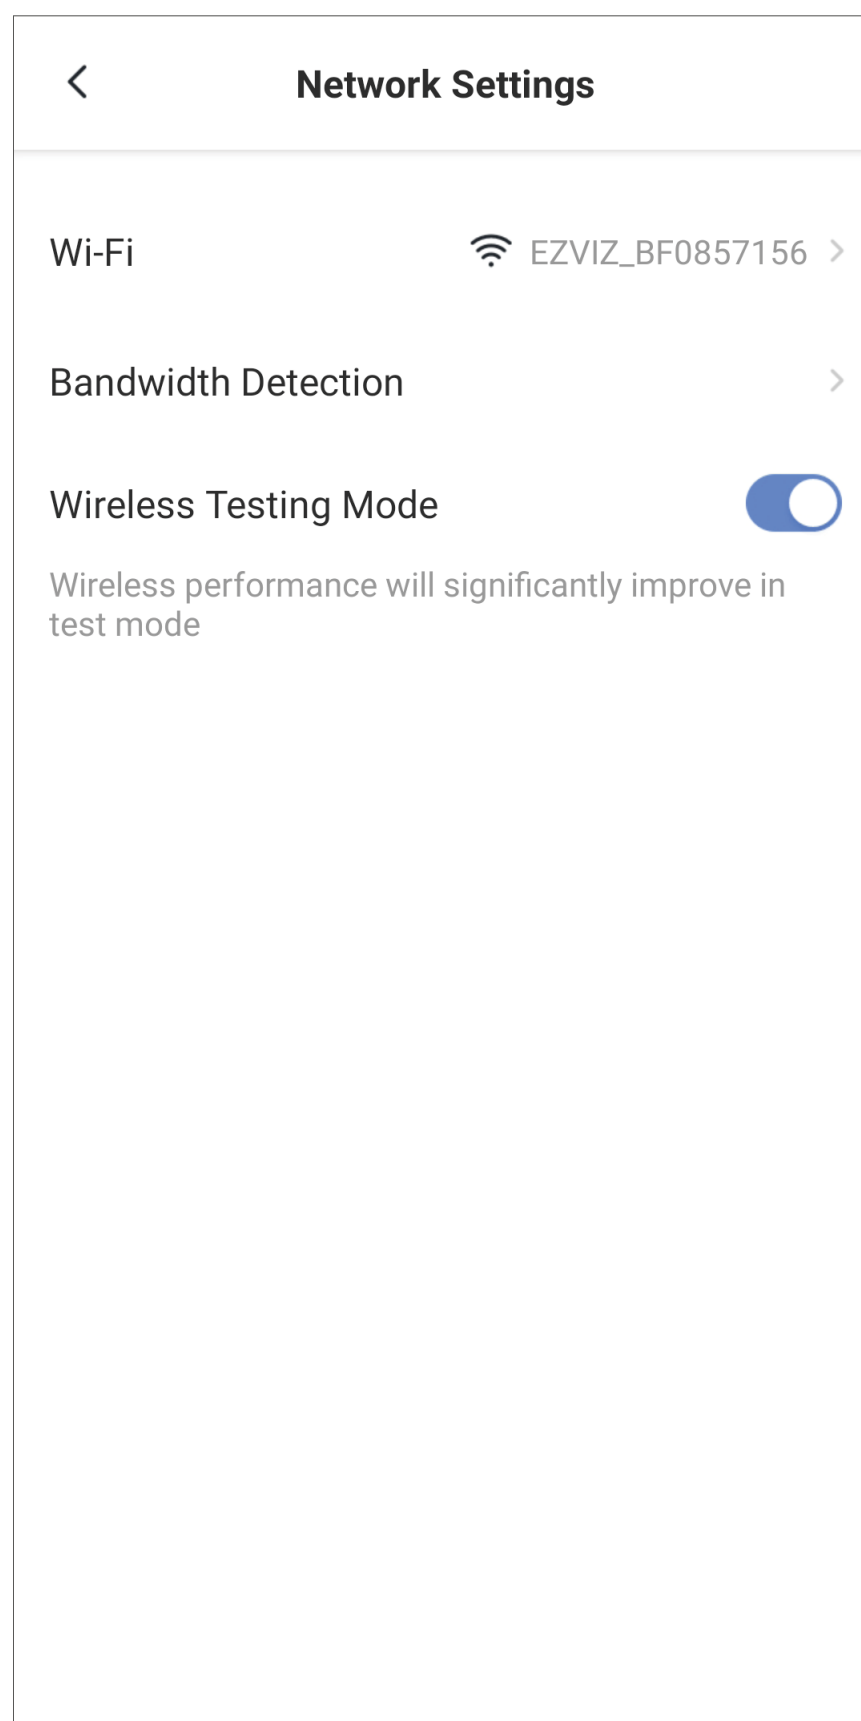 Network Settings
Wi-Fi EZVIZ_BF0857156
Bandwidth Detection
Wireless Testing Mode
Wireless performance will significantly improve in
test mode